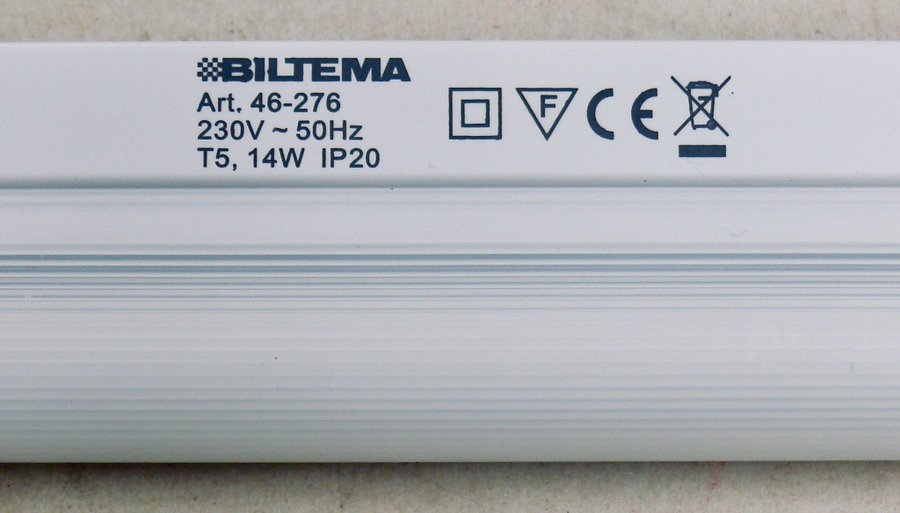 BILTEMA
Art. 46-276
230V ~ 50Hz
T5, 14W IP20
F CE